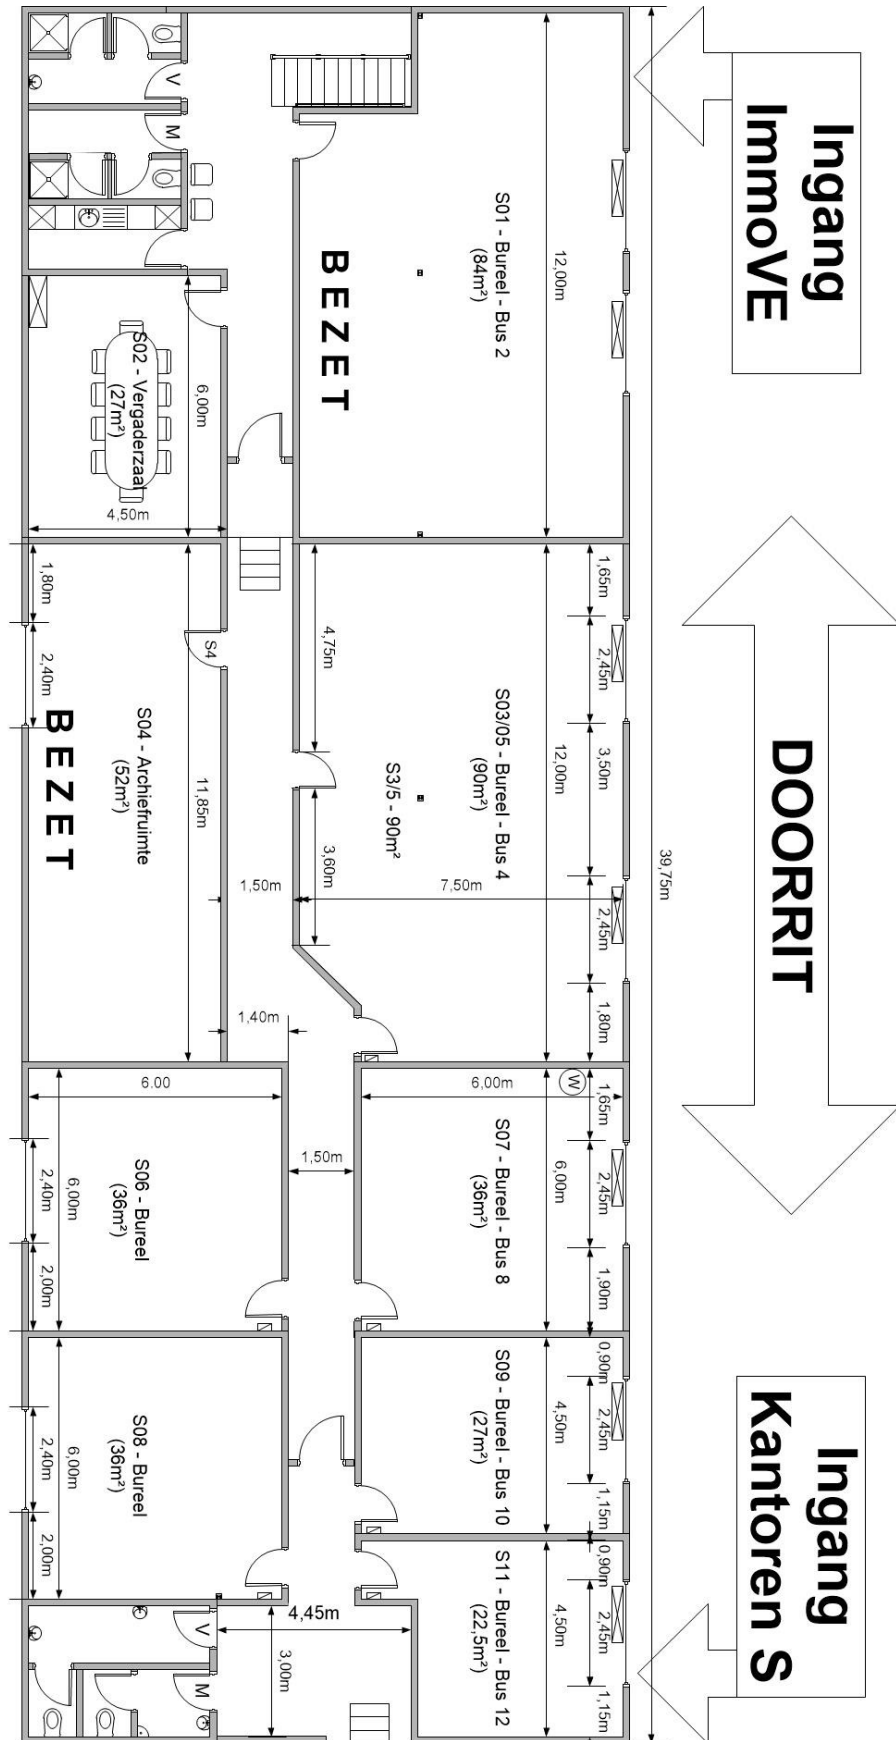 Ingang
ImmoVE
DOORRIT
Ingang
Kantoren S
39,75m
S01 - Bureel - Bus 2
(84m²)
12,00m
BEZET
V
M
S02 - Vergaderzaal
(27m²)
6,00m
4,50m
1,65m
2,45m
3,50m
2,45m
1,80m
12,00m
S03/05 - Bureel - Bus 4
(90m²)
S3/5 - 90m²
7,50m
4,75m
3,60m
1,50m
1,40m
S4
S04 - Archiefruimte
(52m²)
11,85m
1,80m
2,40m
BEZET
W
1,65m
2,45m
1,90m
6,00m
6,00m
S07 - Bureel - Bus 8
(36m²)
1,50m
6.00
S06 - Bureel
(36m²)
6,00m
2,40m
2,00m
0,90m
2,45m
1,15m
4,50m
S09 - Bureel - Bus 10
(27m²)
S08 - Bureel
(36m²)
6,00m
2,40m
2,00m
0,90m
2,45m
1,15m
4,50m
S11 - Bureel - Bus 12
(22,5m²)
4,45m
3,00m
V
M